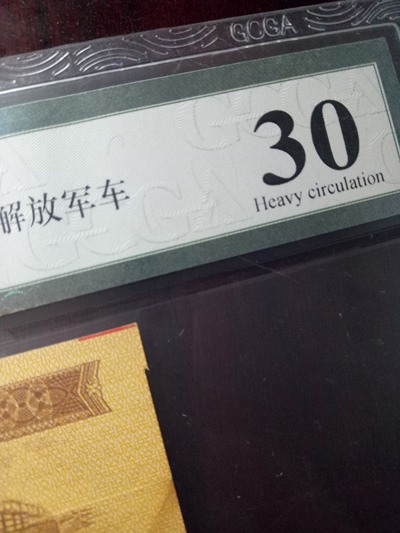 GCGA
30
解放军车
Heavy circulation